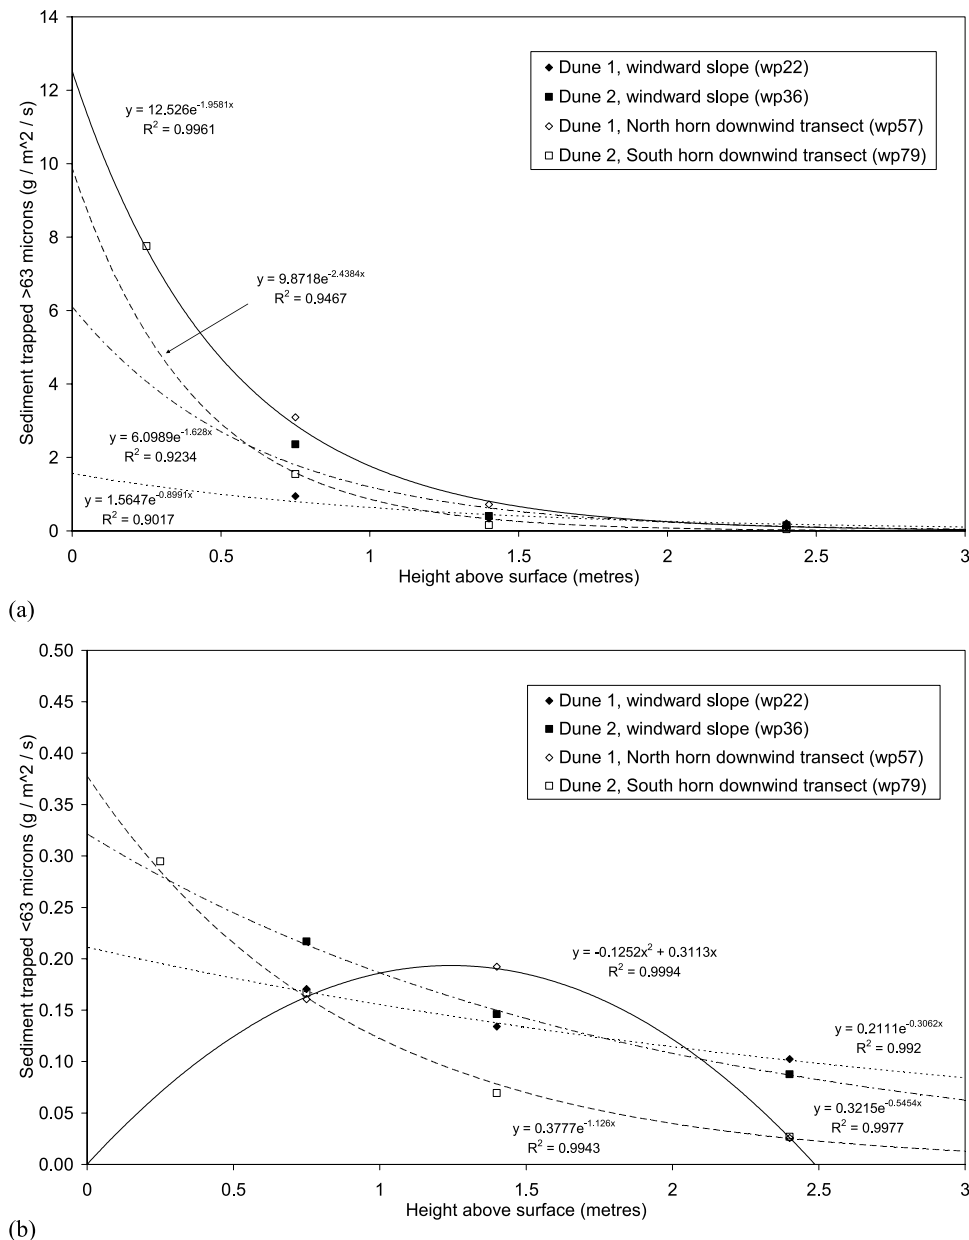 14
12
10
8
6
4
2
0
Sediment trapped >63 microns (g / m^2 / s)
Dune 1, windward slope (wp22)
Dune 2, windward slope (wp36)
Dune 1, North horn downwind transect (wp57)
Dune 2, South horn downwind transect (wp79)
y = 12.526e^-1.9581x
R² = 0.9961
y = 9.8718e^-2.4384x
R² = 0.9467
y = 6.0989e^-1.628x
R² = 0.9234
y = 1.5647e^-0.8991x
R² = 0.9017
0 0.5 1 1.5 2 2.5 3
Height above surface (metres)
(a)
0.50
0.45
0.40
0.35
0.30
0.25
0.20
0.15
0.10
0.05
0.00
Sediment trapped <63 microns (g / m^2 / s)
Dune 1, windward slope (wp22)
Dune 2, windward slope (wp36)
Dune 1, North horn downwind transect (wp57)
Dune 2, South horn downwind transect (wp79)
y = -0.1252x² + 0.3113x
R² = 0.9994
y = 0.2111e^-0.3062x
R² = 0.992
y = 0.3215e^-0.5454x
R² = 0.9977
y = 0.3777e^-1.126x
R² = 0.9943
0 0.5 1 1.5 2 2.5 3
Height above surface (metres)
(b)